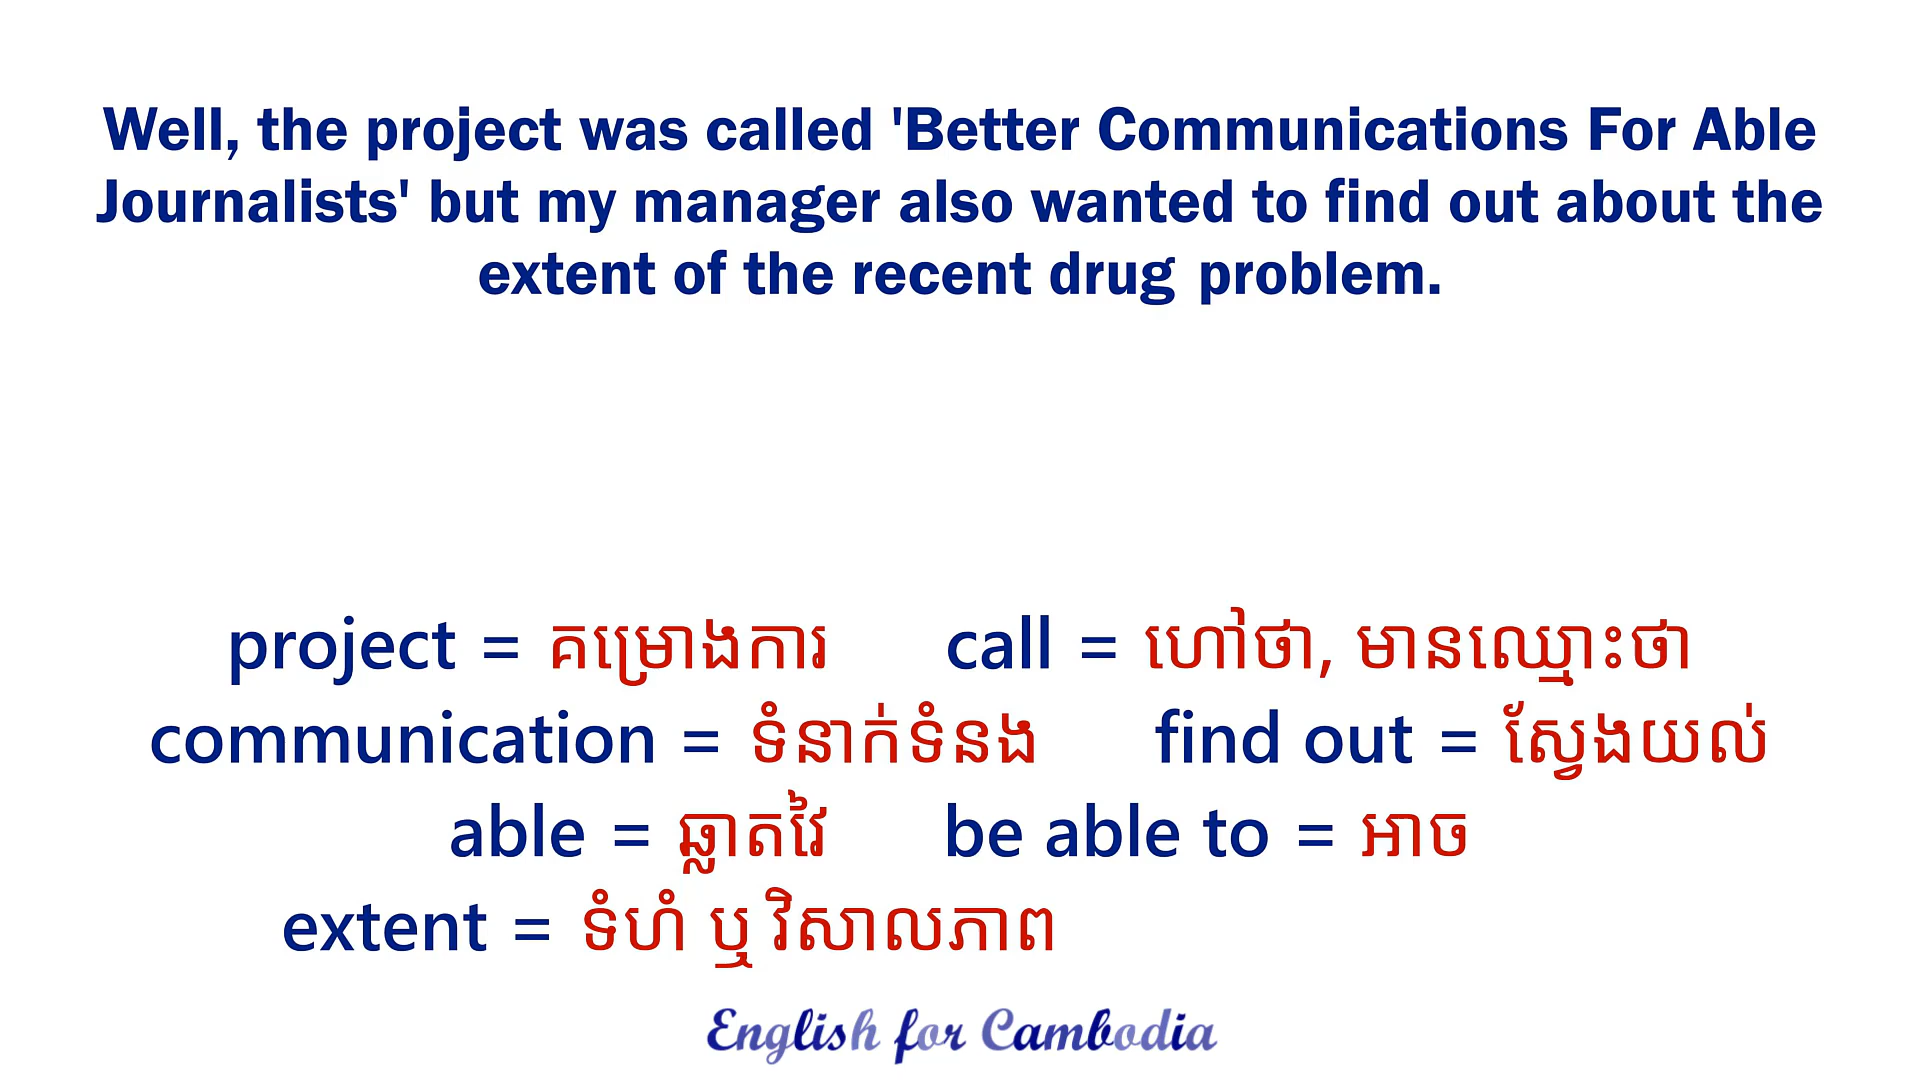 Well, the project was called 'Better Communications For Able
Journalists' but my manager also wanted to find out about the
extent of the recent drug problem.
project = គម្រោងការ call = ហៅថា, មានឈ្មោះថា
communication = ទំនាក់ទំនង find out = ស្វែងយល់
able = ឆ្លាតវៃ be able to = អាច
extent = ទំហំ ឬ វិសាលភាព
English for Cambodia